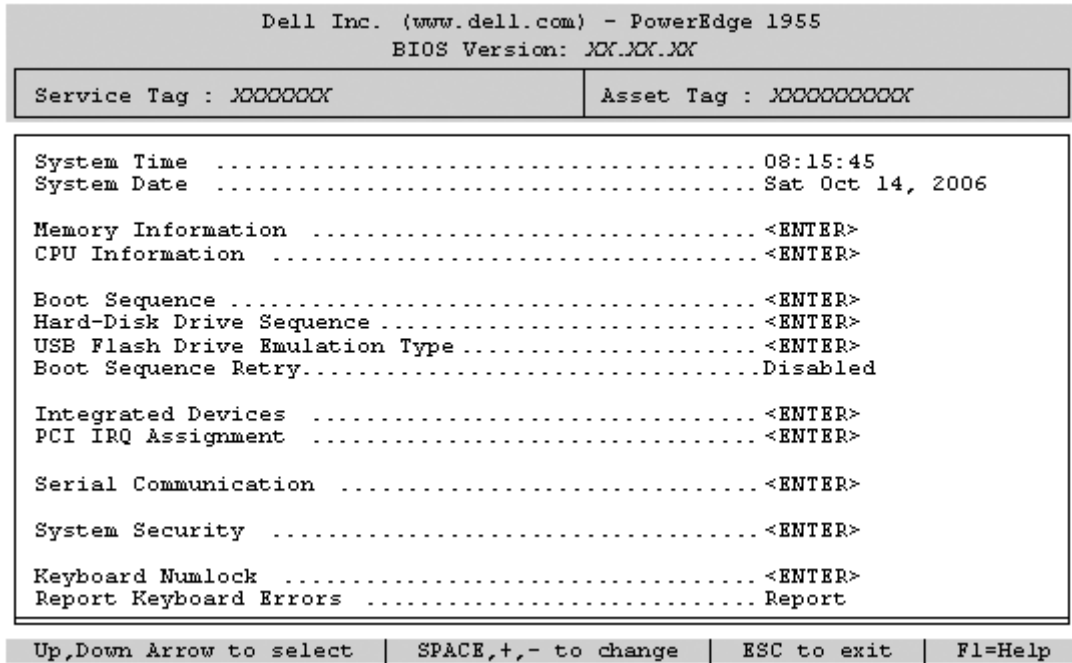 Dell Inc. (www.dell.com) - PowerEdge 1955
BIOS Version: XX.XX.XX
Service Tag : XXXXXXX Asset Tag : XXXXXXXXXX
System Time ........................................ 08:15:45
System Date ........................................ Sat Oct 14, 2006
Memory Information ................................. <ENTER>
CPU Information .................................... <ENTER>
Boot Sequence ....................................... <ENTER>
Hard-Disk Drive Sequence ............................ <ENTER>
USB Flash Drive Emulation Type ...................... <ENTER>
Boot Sequence Retry.................................. Disabled
Integrated Devices ................................. <ENTER>
PCI IRQ Assignment ................................. <ENTER>
Serial Communication ............................... <ENTER>
System Security .................................... <ENTER>
Keyboard Numlock ................................... <ENTER>
Report Keyboard Errors ............................. Report
Up,Down Arrow to select | SPACE,+,- to change | ESC to exit | F1=Help